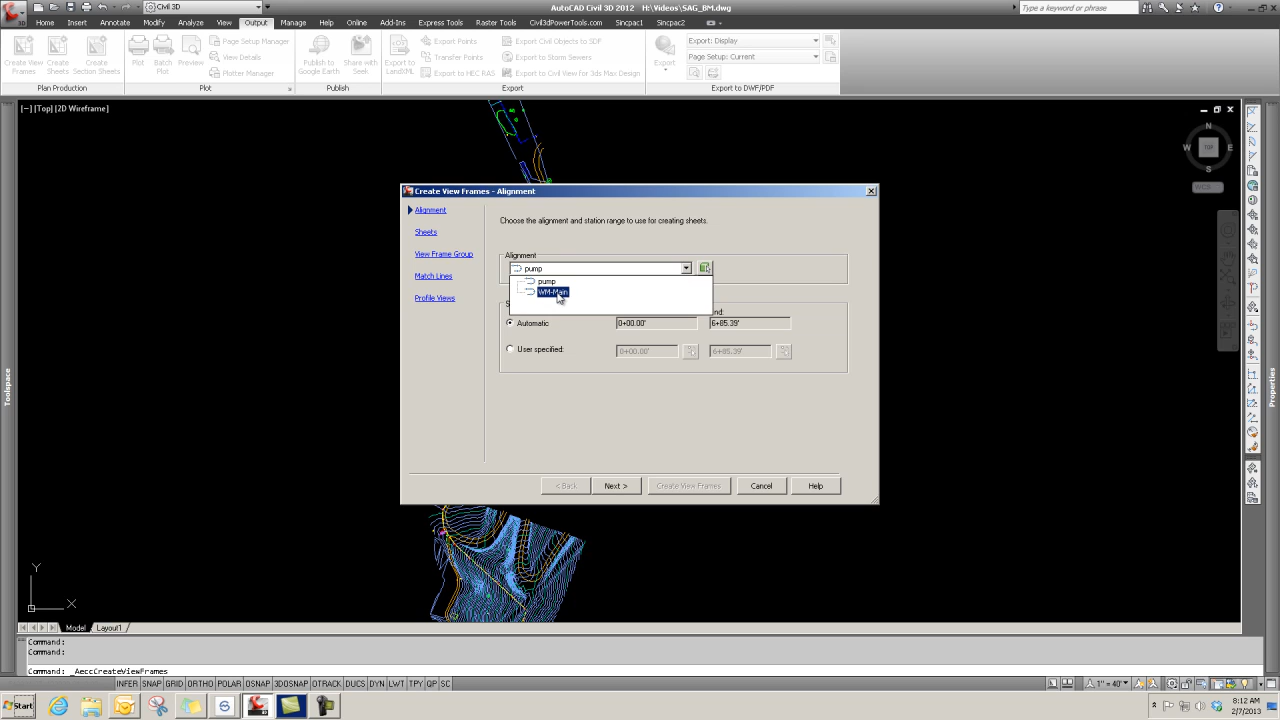 Civil 3D
AutoCAD Civil 3D 2012 H:\Videos\SAG_BM.dwg
Type a keyword or phrase
Home Insert Annotate Modify Analyze View Output Manage Help Online Add-Ins Express Tools Raster Tools Civil3DPowerTools.com Sincpac1 Sincpac2
Create View Frames
Create Sheets
Create Section Sheets
Plot
Batch Plot
Preview
Page Setup Manager
View Details
Plotter Manager
Publish to Google Earth
Share with Seek
Export to LandXML
Export Points
Transfer Points
Export to HEC RAS
Export Civil Objects to SDF
Export to Storm Sewers
Export to Civil View for 3ds Max Design
Export
Export: Display
Page Setup: Current
Plan Production Plot Publish Export Export to DWF/PDF
[−] [Top] [2D Wireframe]
N
W TOP E
S
WCS
Create View Frames - Alignment
Alignment
Sheets
View Frame Group
Match Lines
Profile Views
Choose the alignment and station range to use for creating sheets.
Alignment
pump
pump
WM-Main
Automatic 0+00.00' 6+85.39'
User specified: 0+00.00' 6+85.39'
< Back Next > Create View Frames Cancel Help
Toolspace
Properties
Y
X
Model Layout1
Command:
Command:
Command: _AeccCreateViewFrames
INFER SNAP GRID ORTHO POLAR OSNAP 3DOSNAP OTRACK DUCS DYN LWT TPY QP SC
1" = 40'
Start
8:12 AM
2/7/2013